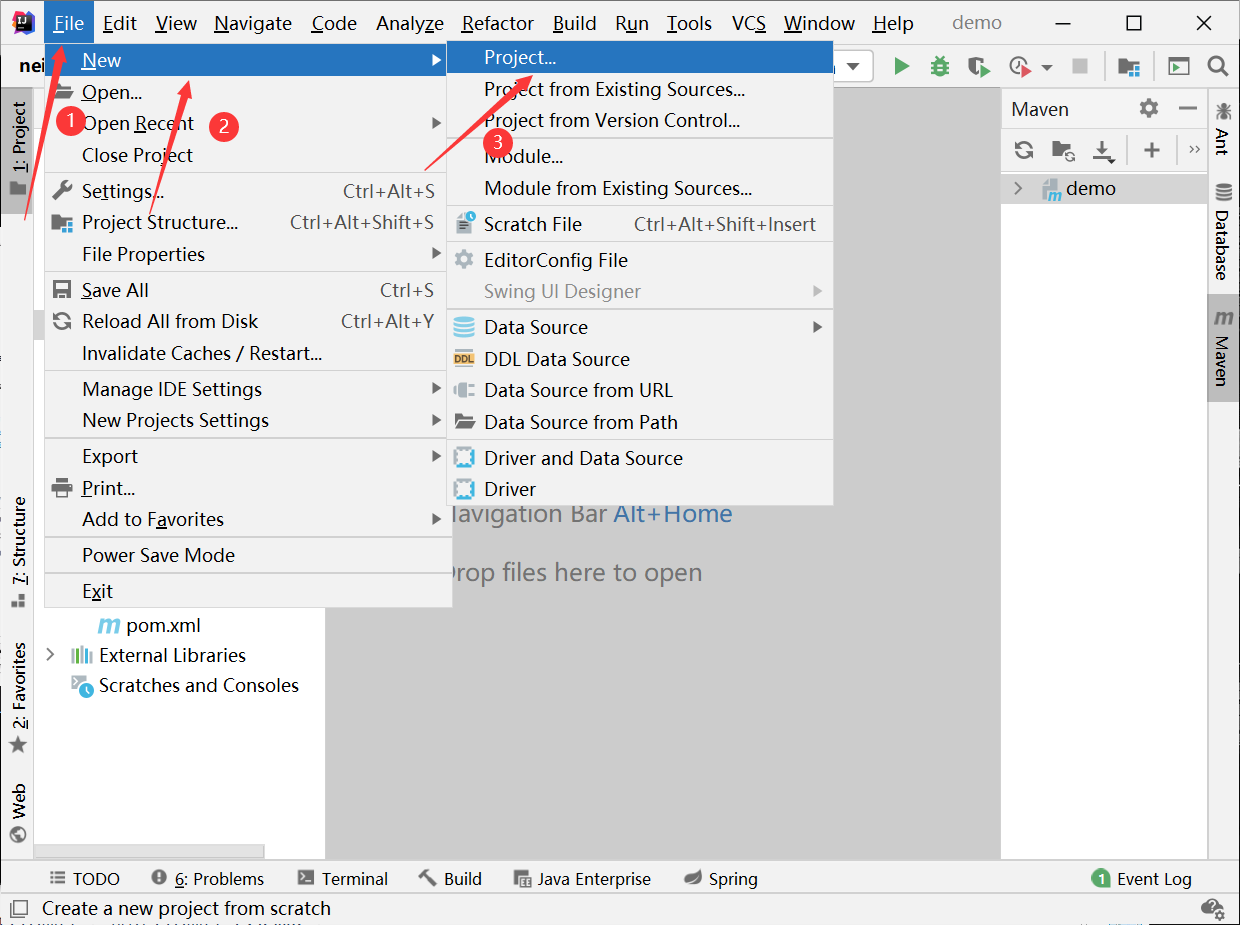 File Edit View Navigate Code Analyze Refactor Build Run Tools VCS Window Help demo
nei
New
Open...
Open Recent
Close Project
Settings... Ctrl+Alt+S
Project Structure... Ctrl+Alt+Shift+S
File Properties
Save All Ctrl+S
Reload All from Disk Ctrl+Alt+Y
Invalidate Caches / Restart...
Manage IDE Settings
New Projects Settings
Export
Print...
Add to Favorites
Power Save Mode
Exit
1
2
3
Project...
Project from Existing Sources...
Project from Version Control...
Module...
Module from Existing Sources...
Scratch File Ctrl+Alt+Shift+Insert
EditorConfig File
Swing UI Designer
Data Source
DDL Data Source
Data Source from URL
Data Source from Path
Driver and Data Source
Driver
Navigation Bar Alt+Home
Drop files here to open
Maven
demo
1: Project
7: Structure
2: Favorites
Web
Ant
Database
m Maven
m pom.xml
External Libraries
Scratches and Consoles
TODO 6: Problems Terminal Build Java Enterprise Spring 1 Event Log
Create a new project from scratch